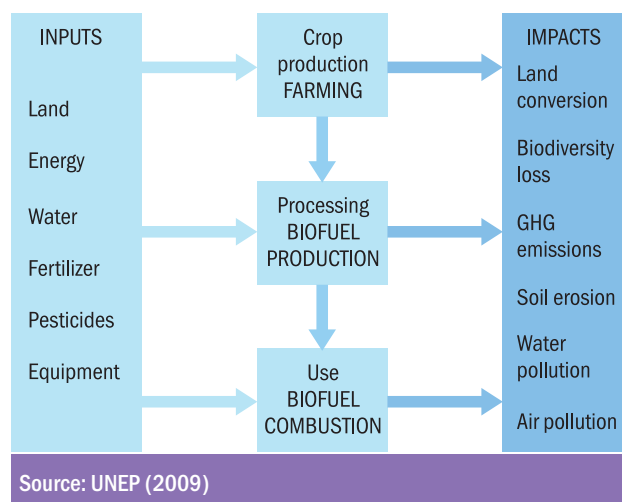 INPUTS
Land
Energy
Water
Fertilizer
Pesticides
Equipment
Crop
production
FARMING
Processing
BIOFUEL
PRODUCTION
Use
BIOFUEL
COMBUSTION
IMPACTS
Land
conversion
Biodiversity
loss
GHG
emissions
Soil erosion
Water
pollution
Air pollution
Source: UNEP (2009)